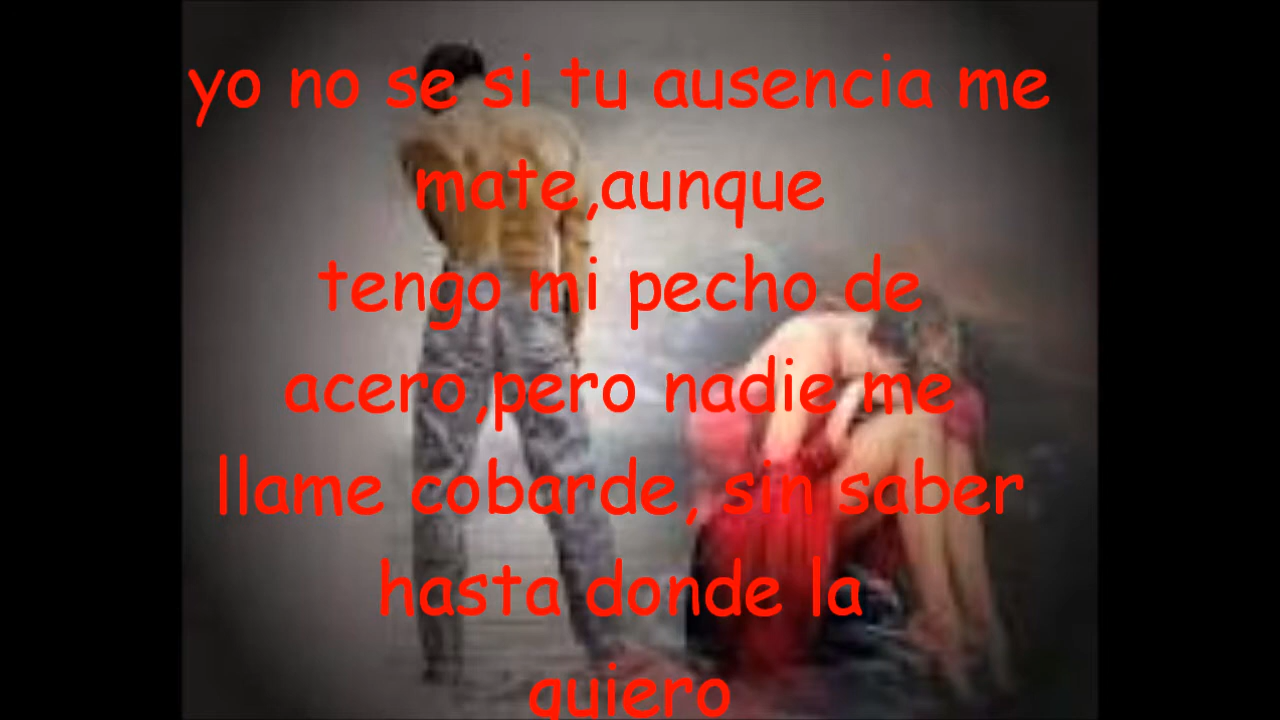 yo no se si tu ausencia me
mate,aunque
tengo mi pecho de
acero,pero nadie me
llame cobarde, sin saber
hasta donde la
quiero